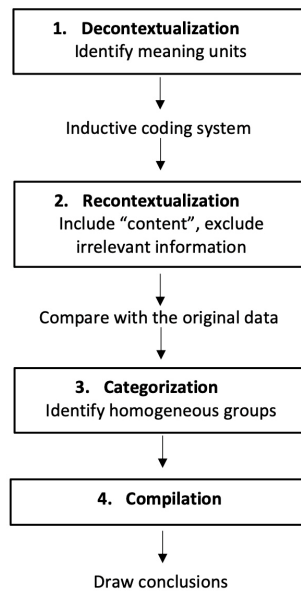 1. Decontextualization
Identify meaning units
Inductive coding system
2. Recontextualization
Include “content”, exclude
irrelevant information
Compare with the original data
3. Categorization
Identify homogeneous groups
4. Compilation
Draw conclusions